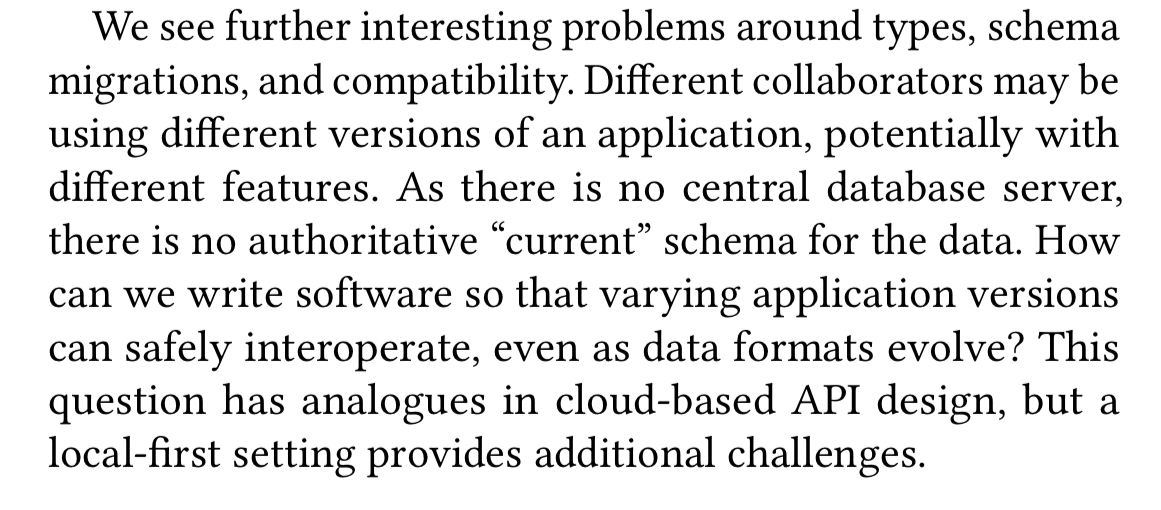 We see further interesting problems around types, schema
migrations, and compatibility. Different collaborators may be
using different versions of an application, potentially with
different features. As there is no central database server,
there is no authoritative “current” schema for the data. How
can we write software so that varying application versions
can safely interoperate, even as data formats evolve? This
question has analogues in cloud-based API design, but a
local-first setting provides additional challenges.